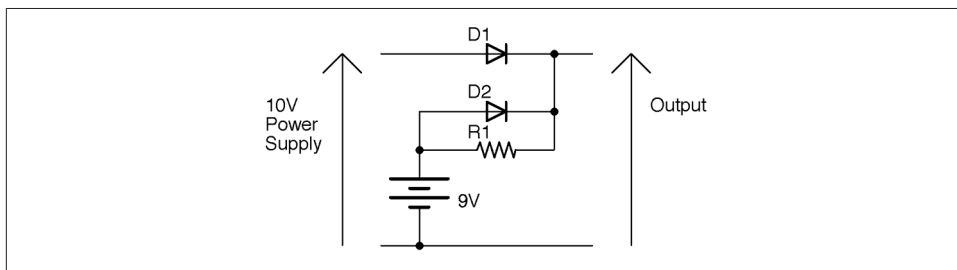 D1
10V
Power
Supply
D2
R1
9V
Output